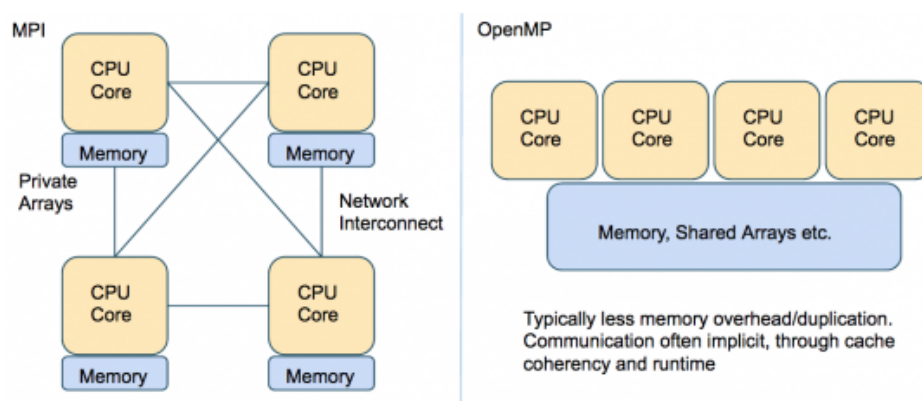 MPI
CPU
Core
CPU
Core
Memory
Memory
Private
Arrays
Network
Interconnect
CPU
Core
CPU
Core
Memory
Memory
OpenMP
CPU
Core
CPU
Core
CPU
Core
CPU
Core
Memory, Shared Arrays etc.
Typically less memory overhead/duplication.
Communication often implicit, through cache
coherency and runtime